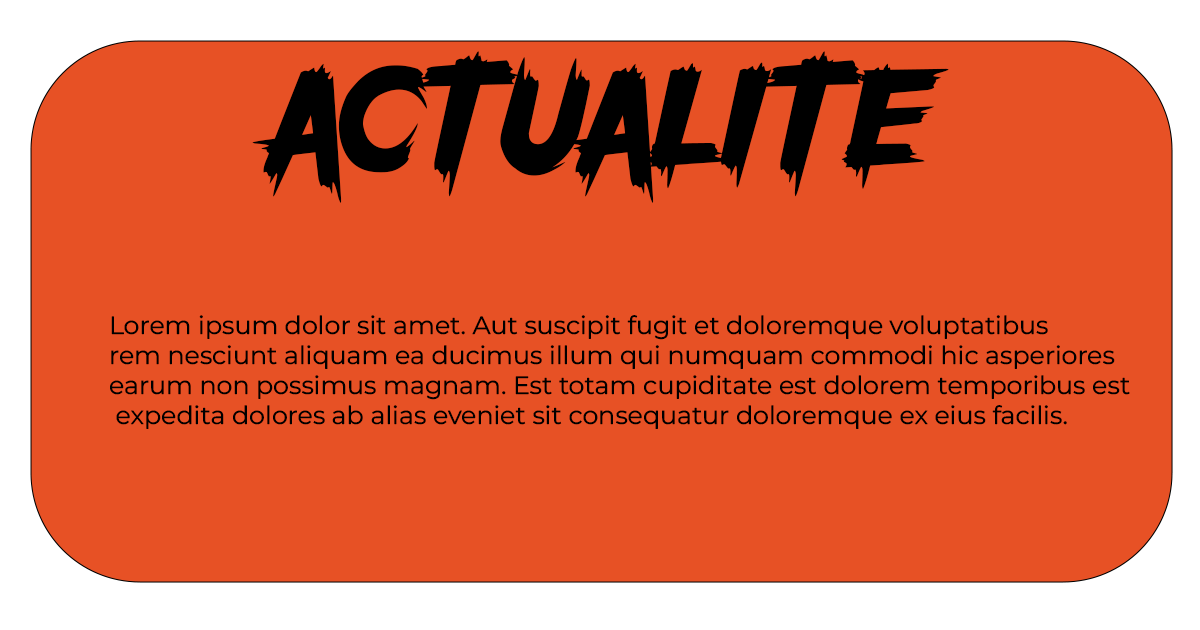 ACTUALITE
Lorem ipsum dolor sit amet. Aut suscipit fugit et doloremque voluptatibus
rem nesciunt aliquam ea ducimus illum qui numquam commodi hic asperiores
earum non possimus magnam. Est totam cupiditate est dolorem temporibus est
expedita dolores ab alias eveniet sit consequatur doloremque ex eius facilis.